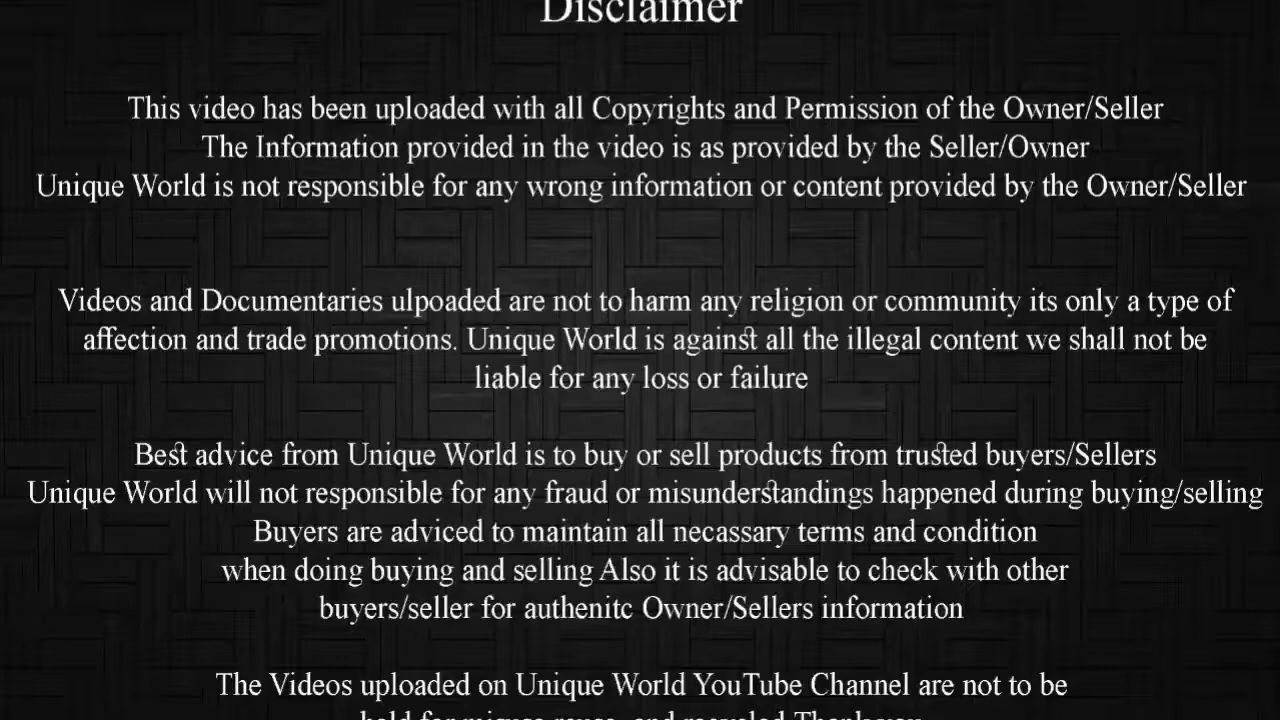 Disclaimer
This video has been uploaded with all Copyrights and Permission of the Owner/Seller
The Information provided in the video is as provided by the Seller/Owner
Unique World is not responsible for any wrong information or content provided by the Owner/Seller
Videos and Documentaries ulpoaded are not to harm any religion or community its only a type of
affection and trade promotions. Unique World is against all the illegal content we shall not be
liable for any loss or failure
Best advice from Unique World is to buy or sell products from trusted buyers/Sellers
Unique World will not responsible for any fraud or misunderstandings happened during buying/selling
Buyers are adviced to maintain all necassary terms and condition
when doing buying and selling Also it is advisable to check with other
buyers/seller for authenitc Owner/Sellers information
The Videos uploaded on Unique World YouTube Channel are not to be